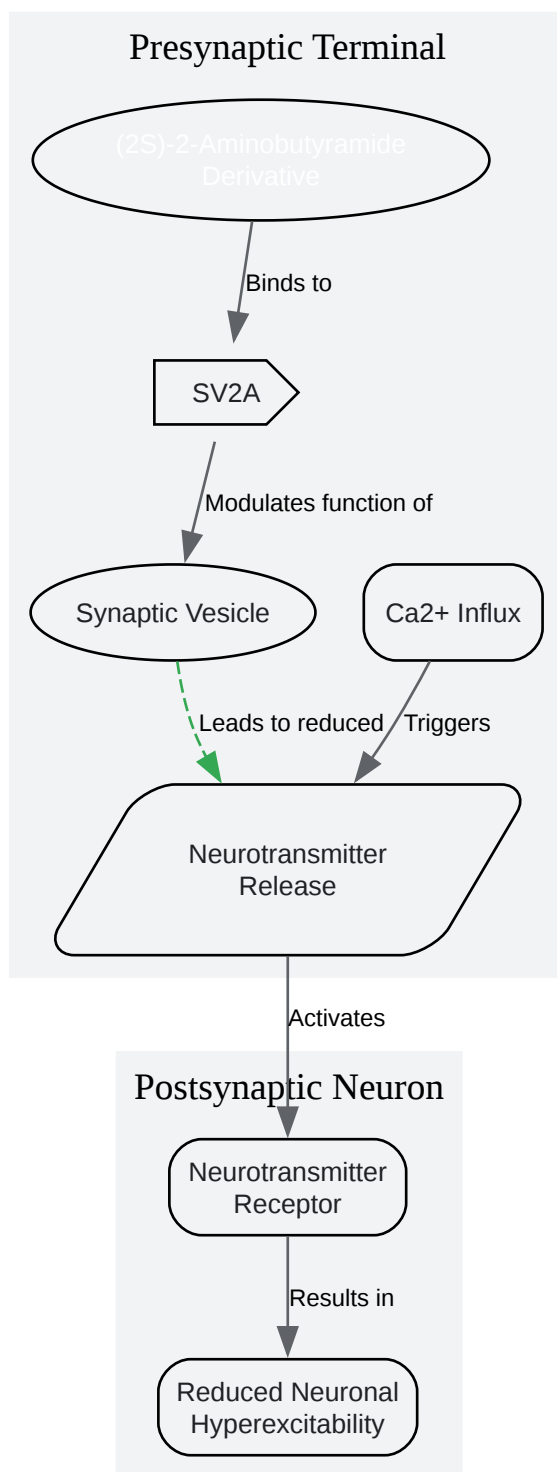 Presynaptic Terminal
(2S)-2-Aminobutyramide
Derivative
Binds to
SV2A
Modulates function of
Synaptic Vesicle
Ca2+ Influx
Leads to reduced
Triggers
Neurotransmitter
Release
Activates
Postsynaptic Neuron
Neurotransmitter
Receptor
Results in
Reduced Neuronal
Hyperexcitability